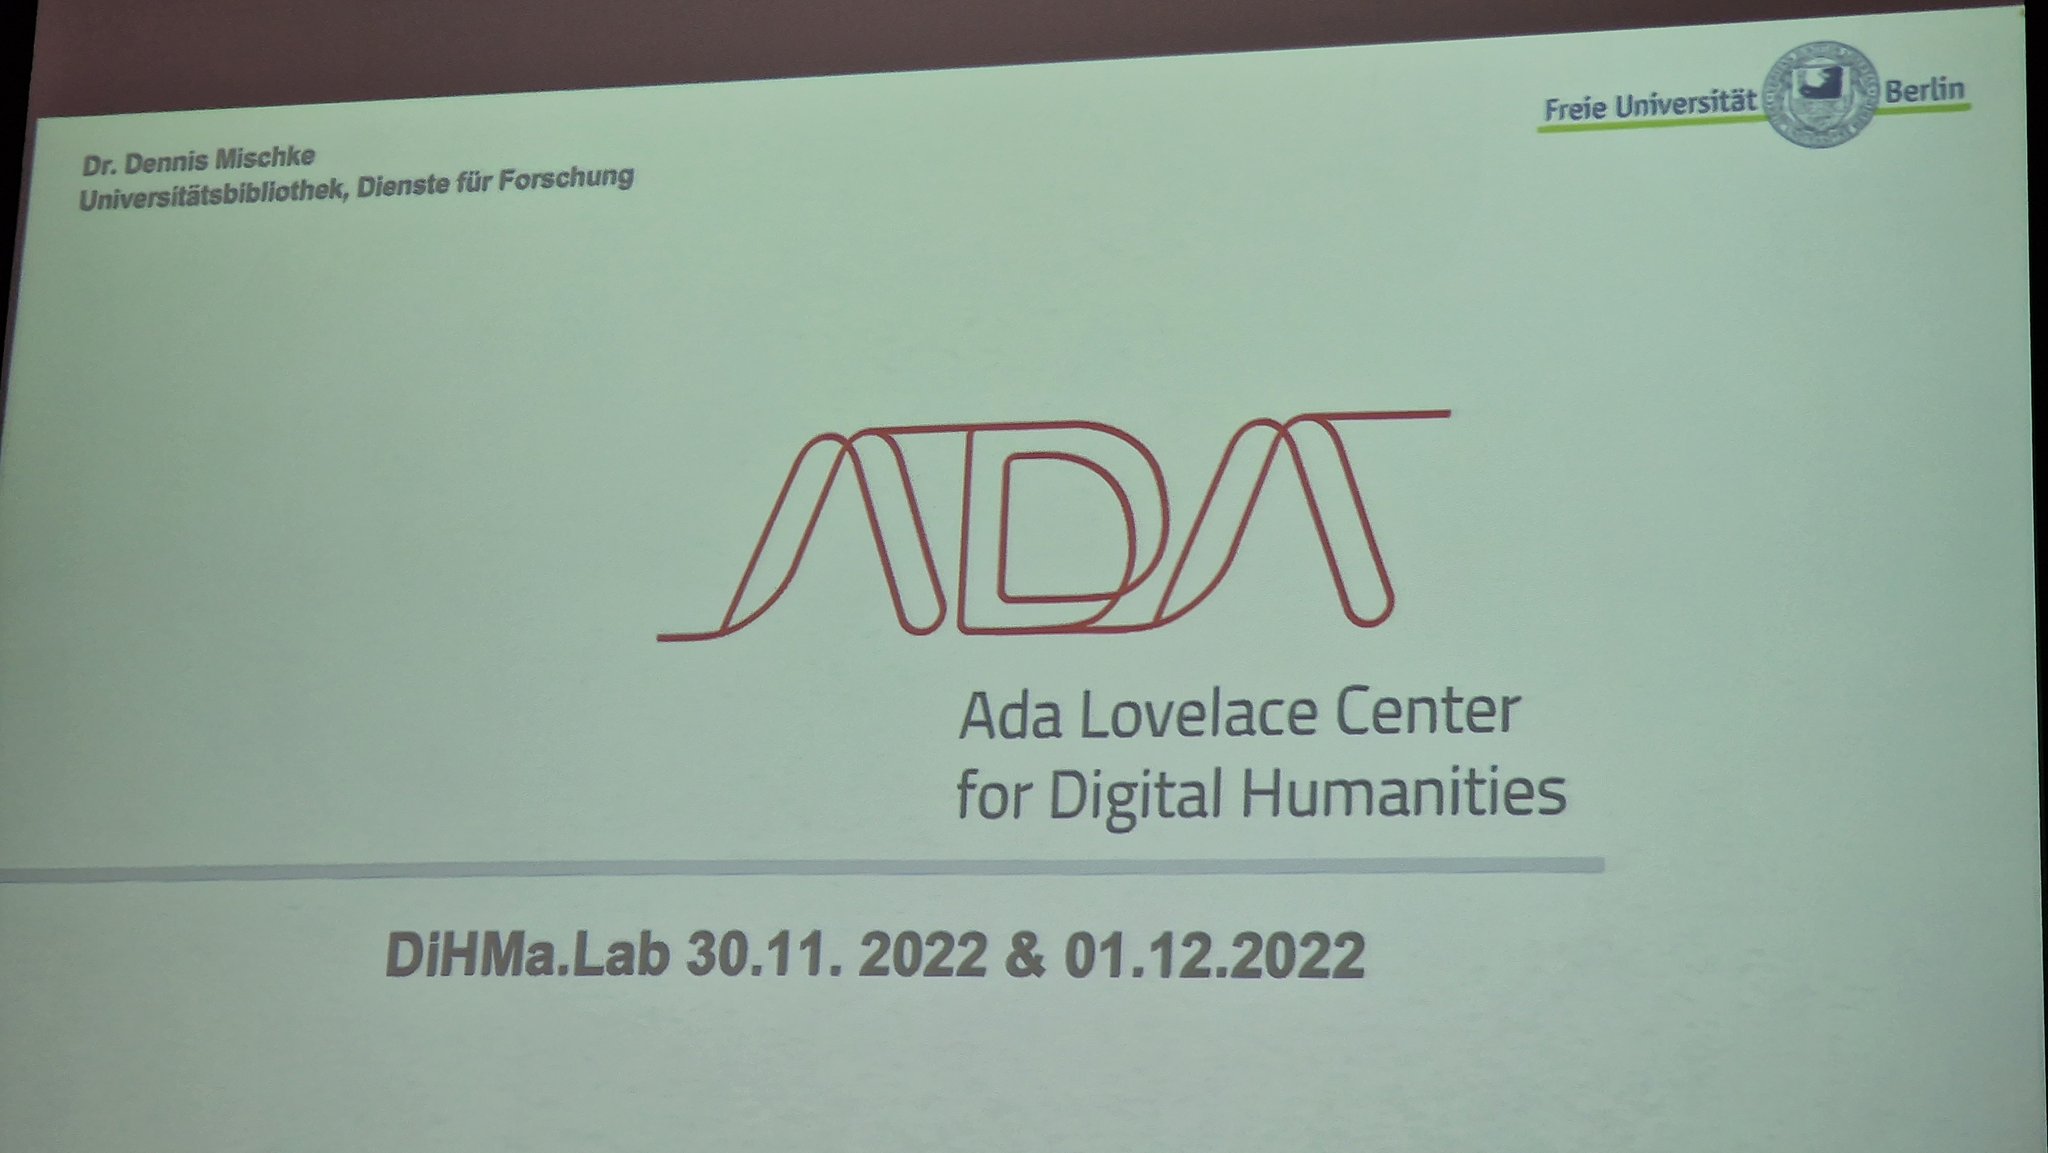 Dr. Dennis Mischke
Universitätsbibliothek, Dienste für Forschung
Freie Universität Berlin
ADA
Ada Lovelace Center
for Digital Humanities
DiHMa.Lab 30.11. 2022 & 01.12.2022